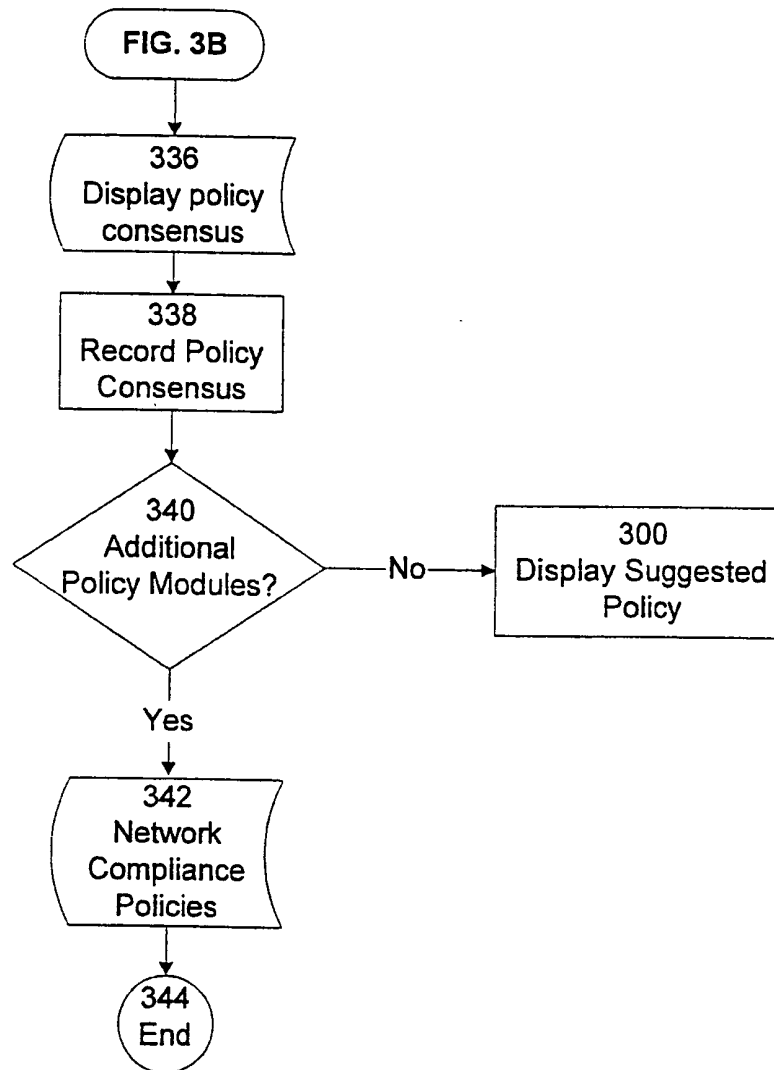 FIG. 3B
336
Display policy
consensus
338
Record Policy
Consensus
340
Additional
Policy Modules?
No
300
Display Suggested
Policy
Yes
342
Network
Compliance
Policies
344
End